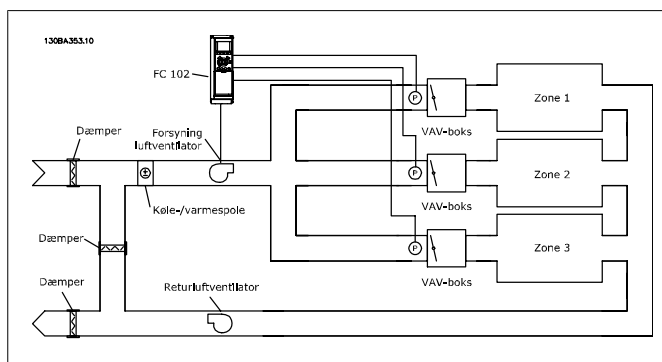 130BA353.10
FC 102
P
Zone 1
VAV-boks
Dæmper
Forsyning
luftventilator
P
Zone 2
VAV-boks
Køle-/varmespole
Dæmper
P
Zone 3
VAV-boks
Dæmper
Returluftventilator